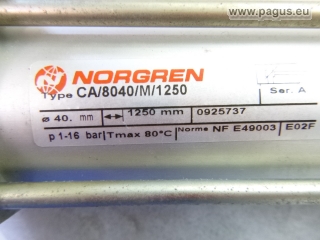 www.pagus.eu
NORGREN
Type CA/8040/M/1250
Ser. A
ø 40. mm 1250 mm 0925737
p 1-16 bar Tmax 80°C Norme NF E49003 E02F